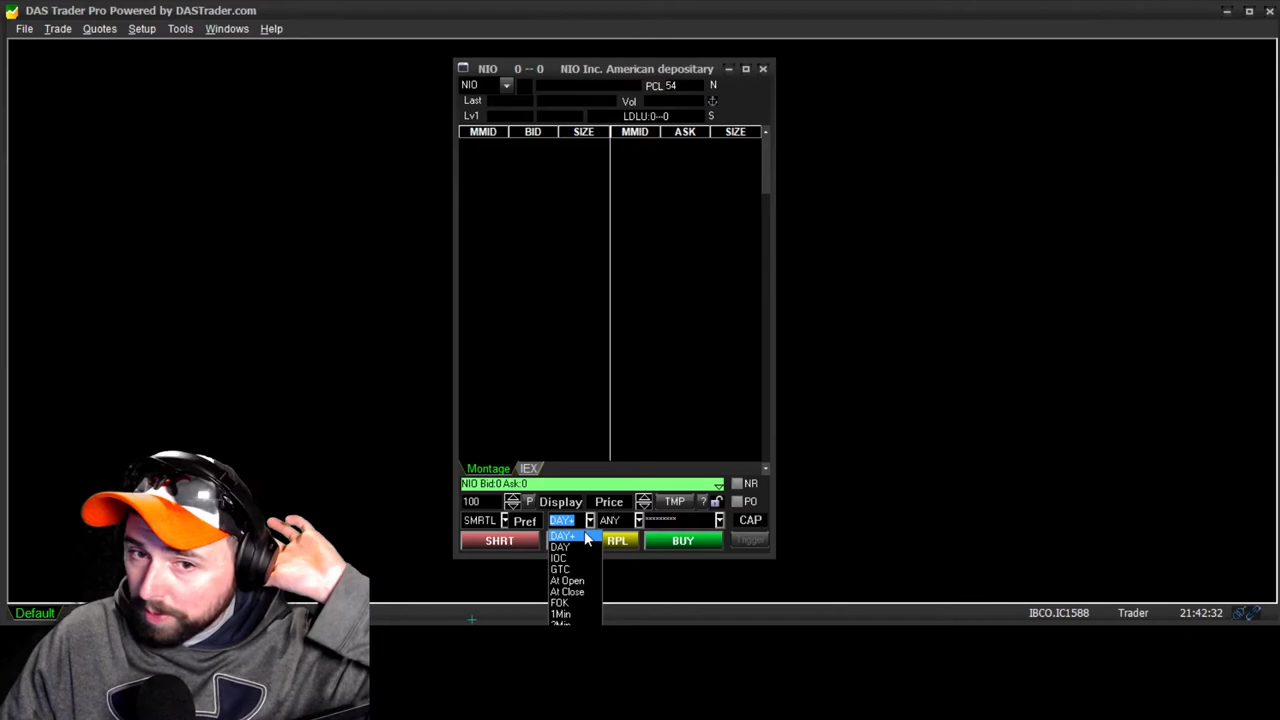 DAS Trader Pro Powered by DASTrader.com
File Trade Quotes Setup Tools Windows Help
NIO 0 -- 0 NIO Inc. American depositary
NIO PCL 54 N
Last Vol
Lv1 LDLU:0--0 S
MMID BID SIZE MMID ASK SIZE
Montage IEX
NIO Bid:0 Ask:0 NR
100 P Display Price TMP ? PO
SMRTL Pref DAY+ ANY ********* CAP
SHRT RPL BUY Trigger
DAY+
DAY
IOC
GTC
At Open
At Close
FOK
1Min
2Min
Default IBCO.IC1588 Trader 21:42:32